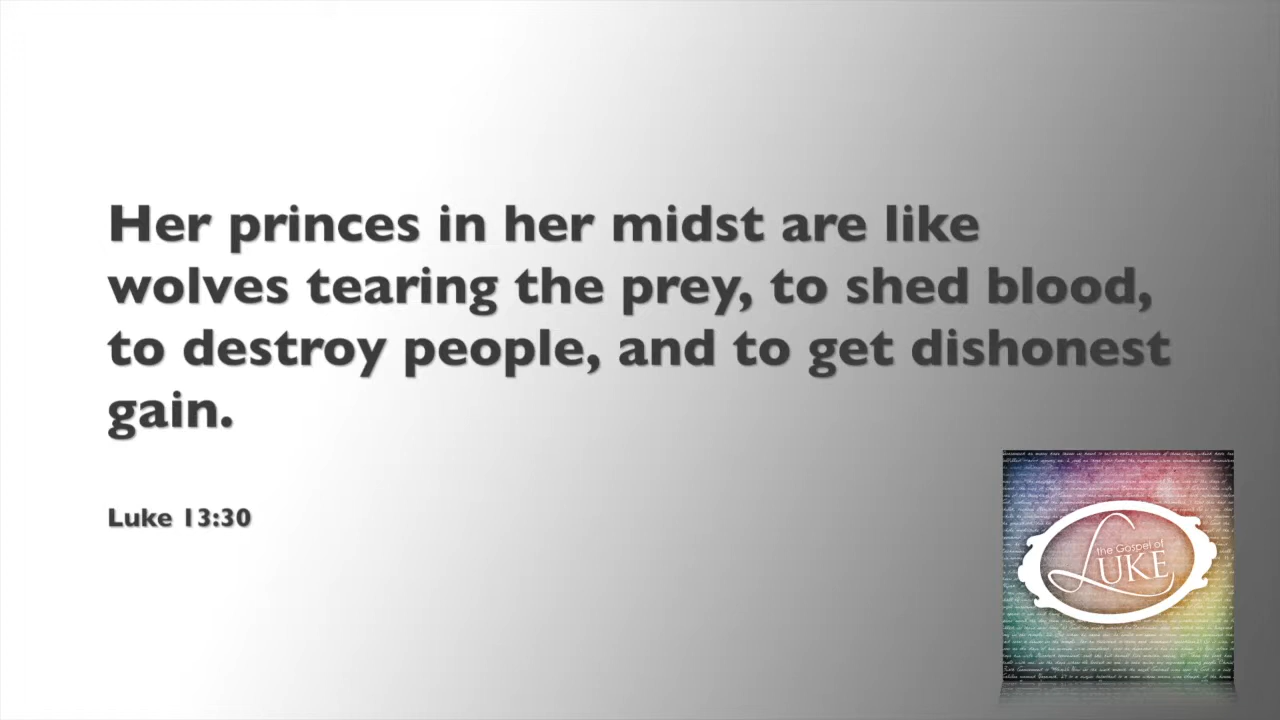 Her princes in her midst are like
wolves tearing the prey, to shed blood,
to destroy people, and to get dishonest
gain.
Luke 13:30
the Gospel of
LUKE